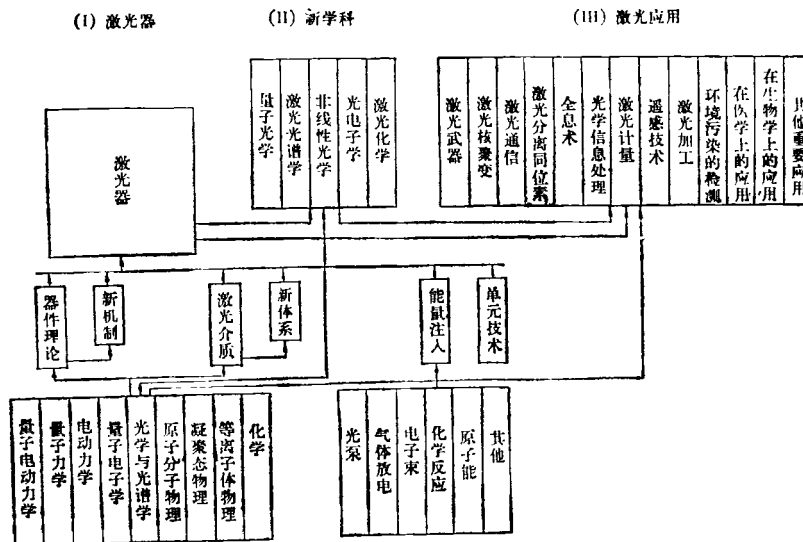 (I) 激光器
(II) 新学科
(III) 激光应用
激光器
量子光学
激光光谱学
非线性光学
光电子学
激光化学
激光武器
激光核聚变
激光通信
激光分离同位素
全息术
光学信息处理
激光计量
遥感技术
激光加工
环境污染的检测
在医学上的应用
在生物学上的应用
其他重要应用
器件理论
新机制
激光介质
新体系
能量注入
单元技术
量子电动力学
量子力学
电动力学
量子电子学
光学与光谱学
原子分子物理
凝聚态物理
等离子体物理
化学
光泵
气体放电
电子束
化学反应
原子能
其他